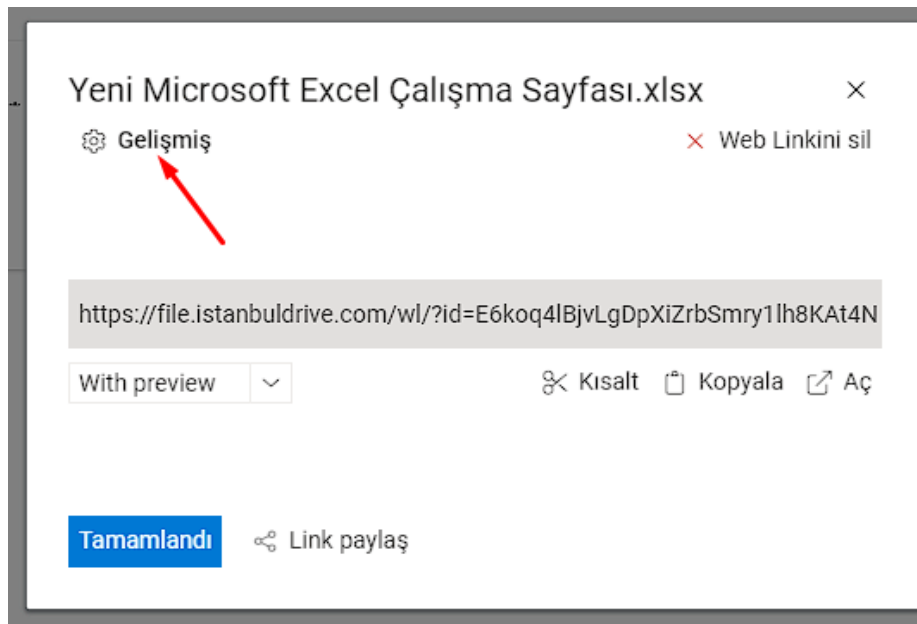 Yeni Microsoft Excel Çalışma Sayfası.xlsx
Gelişmiş
Web Linkini sil
https://file.istanbuldrive.com/wl/?id=E6koq4lBjvLgDpXiZrbSmry1lh8KAt4N
With preview
Kısalt Kopyala Aç
Tamamlandı Link paylaş